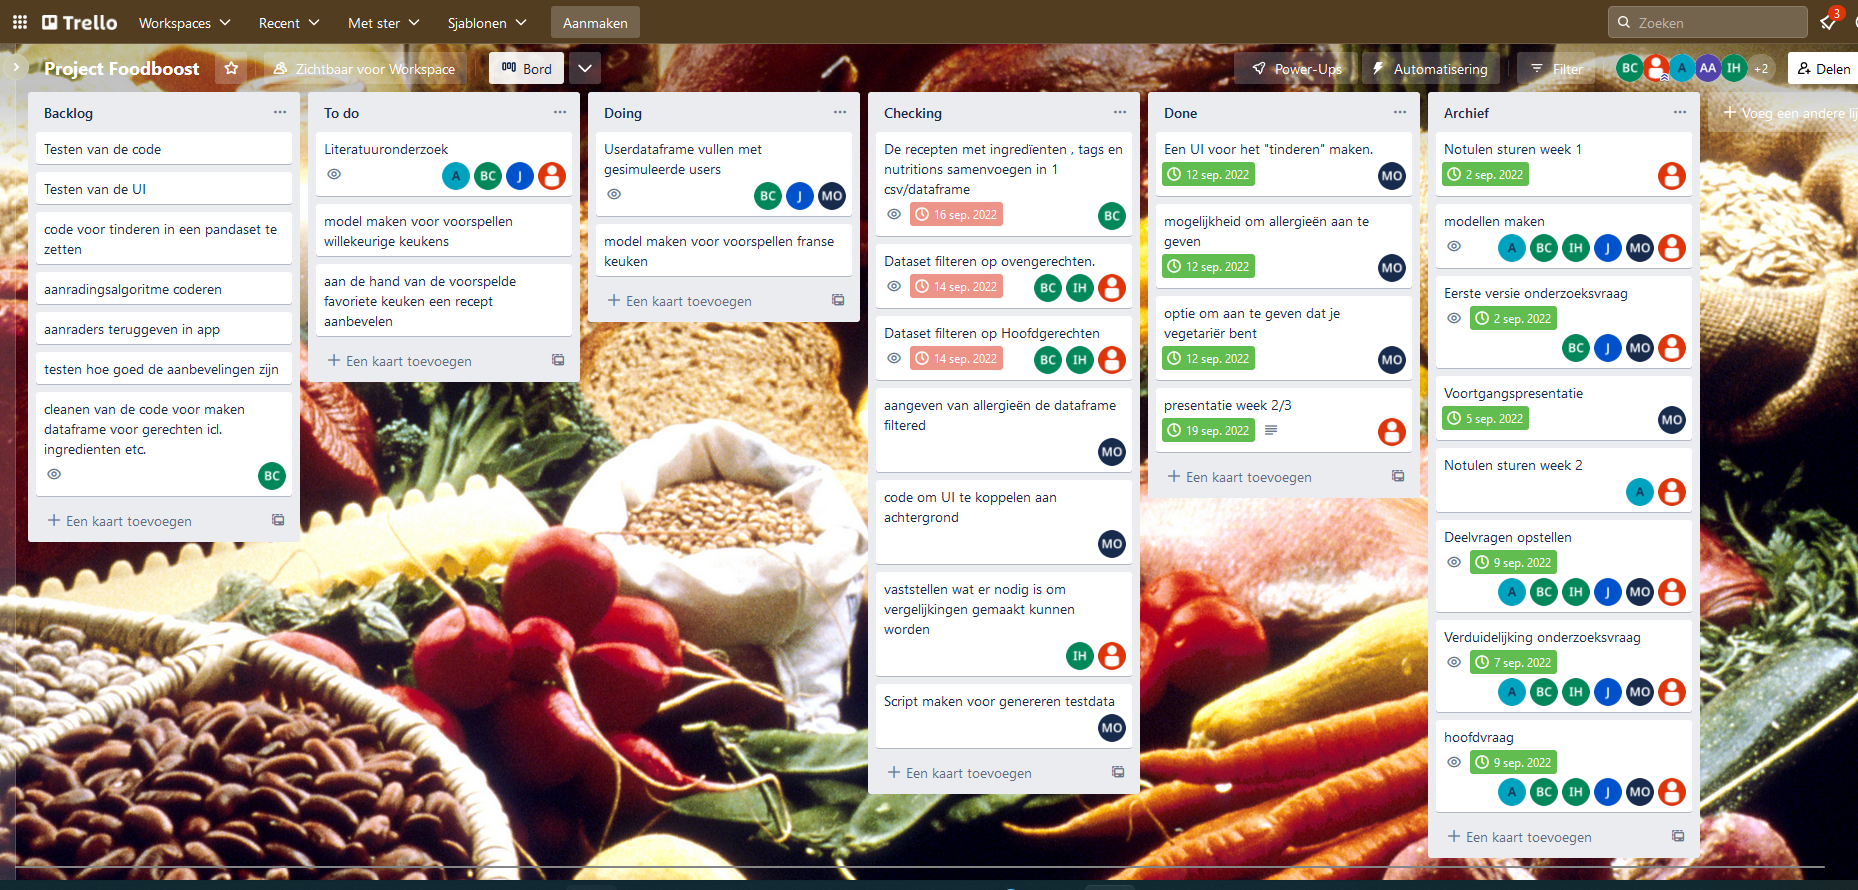 Trello
Workspaces
Recent
Met ster
Sjablonen
Aanmaken
Zoeken
3
Project Foodboost
Zichtbaar voor Workspace
Bord
Power-Ups
Automatisering
Filter
BC
A
AA
IH
+2
Delen
Backlog
Testen van de code
Testen van de UI
code voor tinderen in een pandaset te
zetten
aanradingsalgoritme coderen
aanraders teruggeven in app
testen hoe goed de aanbevelingen zijn
cleanen van de code voor maken
dataframe voor gerechten icl.
ingredienten etc.
BC
Een kaart toevoegen
To do
Literatuuronderzoek
A BC J
model maken voor voorspellen
willekeurige keukens
aan de hand van de voorspelde
favoriete keuken een recept
aanbevelen
Een kaart toevoegen
Doing
Userdataframe vullen met
gesimuleerde users
BC J MO
model maken voor voorspellen franse
keuken
Een kaart toevoegen
Checking
De recepten met ingredïenten , tags en
nutritions samenvoegen in 1
csv/dataframe
16 sep. 2022
BC
Dataset filteren op ovengerechten.
14 sep. 2022
BC IH
Dataset filteren op Hoofdgerechten
14 sep. 2022
BC IH
aangeven van allergieën de dataframe
filtered
MO
code om UI te koppelen aan
achtergrond
MO
vaststellen wat er nodig is om
vergelijkingen gemaakt kunnen
worden
IH
Script maken voor genereren testdata
MO
Een kaart toevoegen
Done
Een UI voor het "tinderen" maken.
12 sep. 2022
MO
mogelijkheid om allergieën aan te
geven
12 sep. 2022
MO
optie om aan te geven dat je
vegetariër bent
12 sep. 2022
MO
presentatie week 2/3
19 sep. 2022
Een kaart toevoegen
Archief
Notulen sturen week 1
2 sep. 2022
modellen maken
A BC IH J MO
Eerste versie onderzoeksvraag
2 sep. 2022
BC J MO
Voortgangspresentatie
5 sep. 2022
MO
Notulen sturen week 2
A
Deelvragen opstellen
9 sep. 2022
A BC IH J MO
Verduidelijking onderzoeksvraag
7 sep. 2022
A BC IH J MO
hoofdvraag
9 sep. 2022
A BC IH J MO
Een kaart toevoegen
Voeg een andere lij